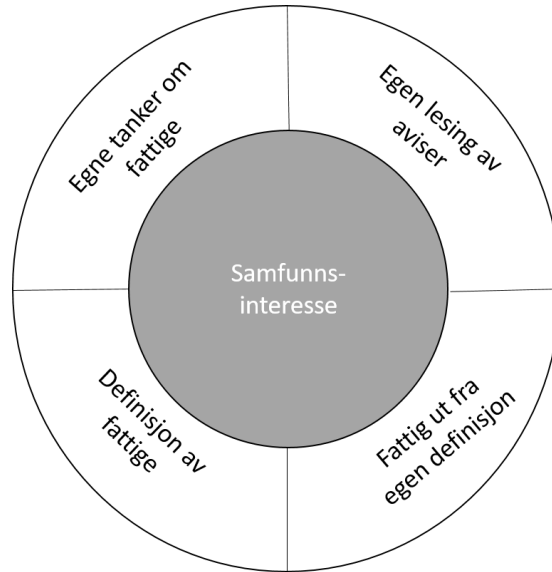 Egne tanker om
fattige
Egen lesing av
aviser
Samfunns-
interesse
Definisjon av
fattige
Fattig ut fra
egen definisjon